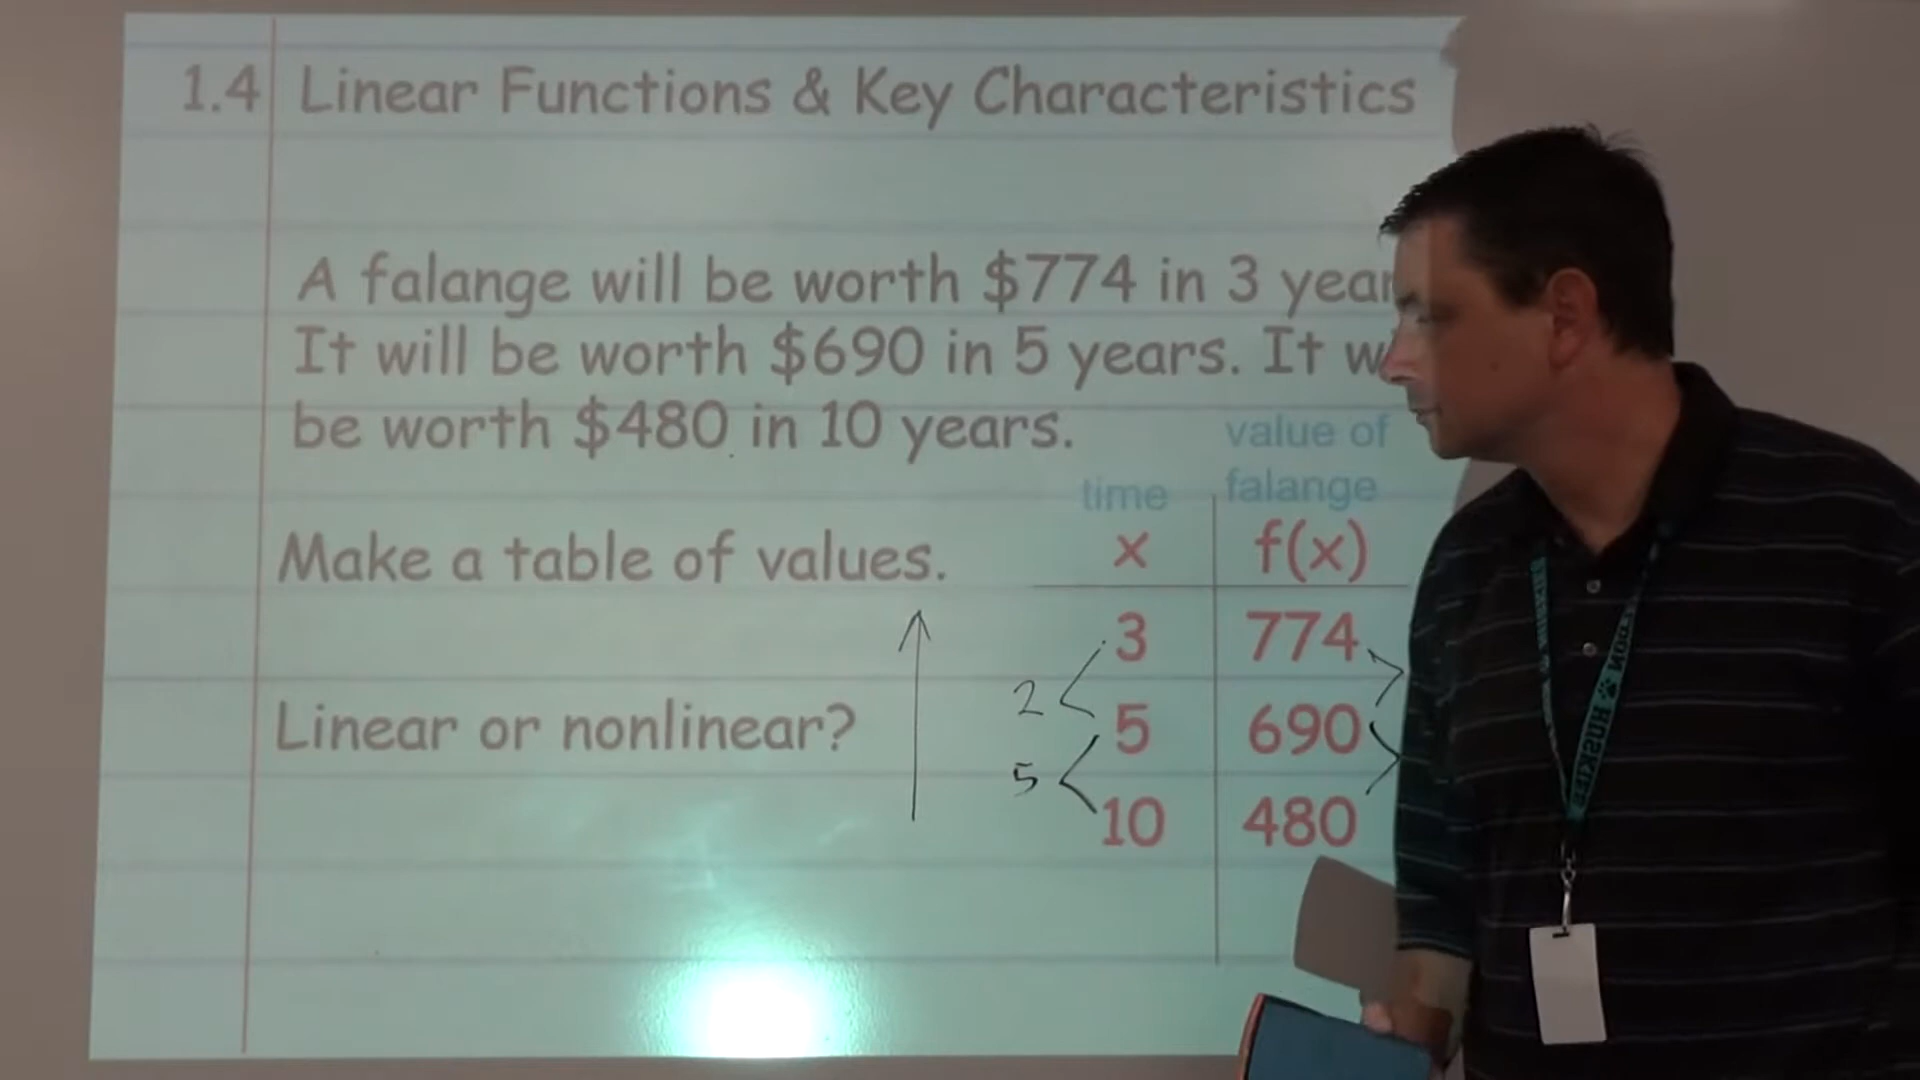 1.4 Linear Functions & Key Characteristics
A falange will be worth $774 in 3 year
It will be worth $690 in 5 years. It w
be worth $480 in 10 years.
value of
time falange
Make a table of values. x f(x)
3 774
2
Linear or nonlinear? 5 690
5
10 480
HUSKIES